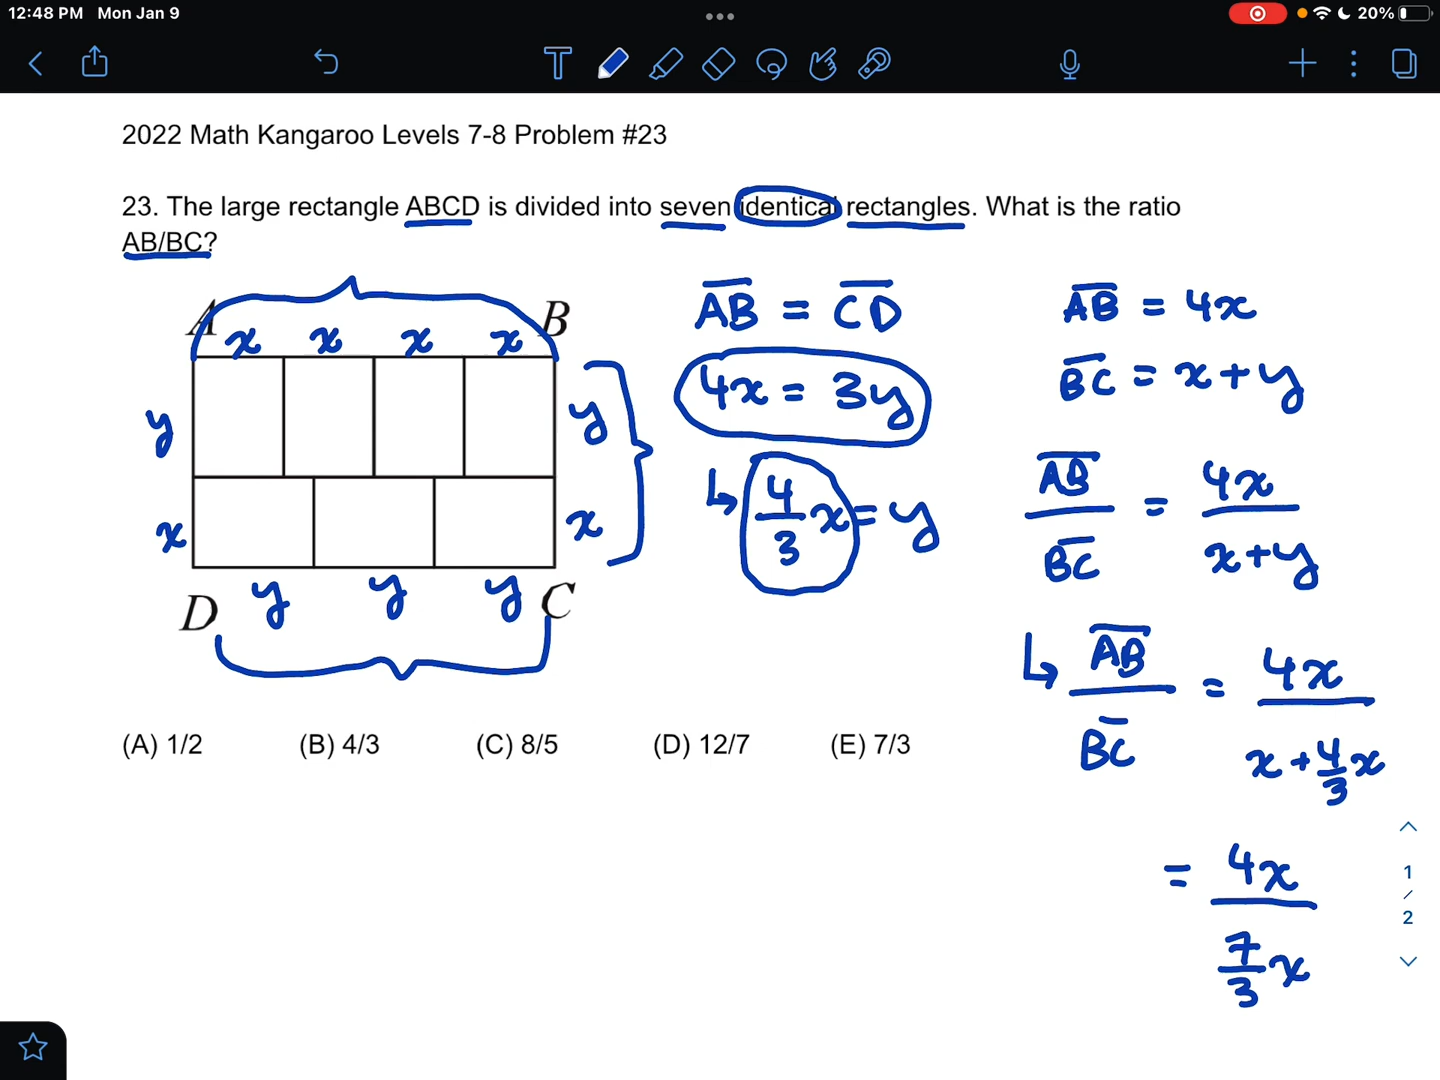 12:48 PM Mon Jan 9
20%
2022 Math Kangaroo Levels 7-8 Problem #23
23. The large rectangle ABCD is divided into seven identical rectangles. What is the ratio
AB/BC?
A B
x x x x
y y
x x
D y y y C
AB = CD
4x = 3y
↳ 4/3 x = y
AB = 4x
BC = x + y
AB/BC = 4x/(x+y)
↳ AB/BC = 4x/(x + 4/3 x)
= 4x/(7/3 x)
(A) 1/2 (B) 4/3 (C) 8/5 (D) 12/7 (E) 7/3
1
/
2